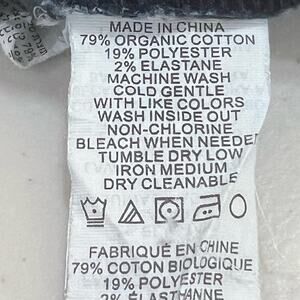 MADE IN CHINA
79% ORGANIC COTTON
19% POLYESTER
2% ELASTANE
MACHINE WASH
COLD GENTLE
WITH LIKE COLORS
WASH INSIDE OUT
NON-CHLORINE
BLEACH WHEN NEEDED
TUMBLE DRY LOW
IRON MEDIUM
DRY CLEANABLE
FABRIQUÉ EN CHINE
79% COTON BIOLOGIQUE
19% POLYESTER
2% ÉLASTHANNE